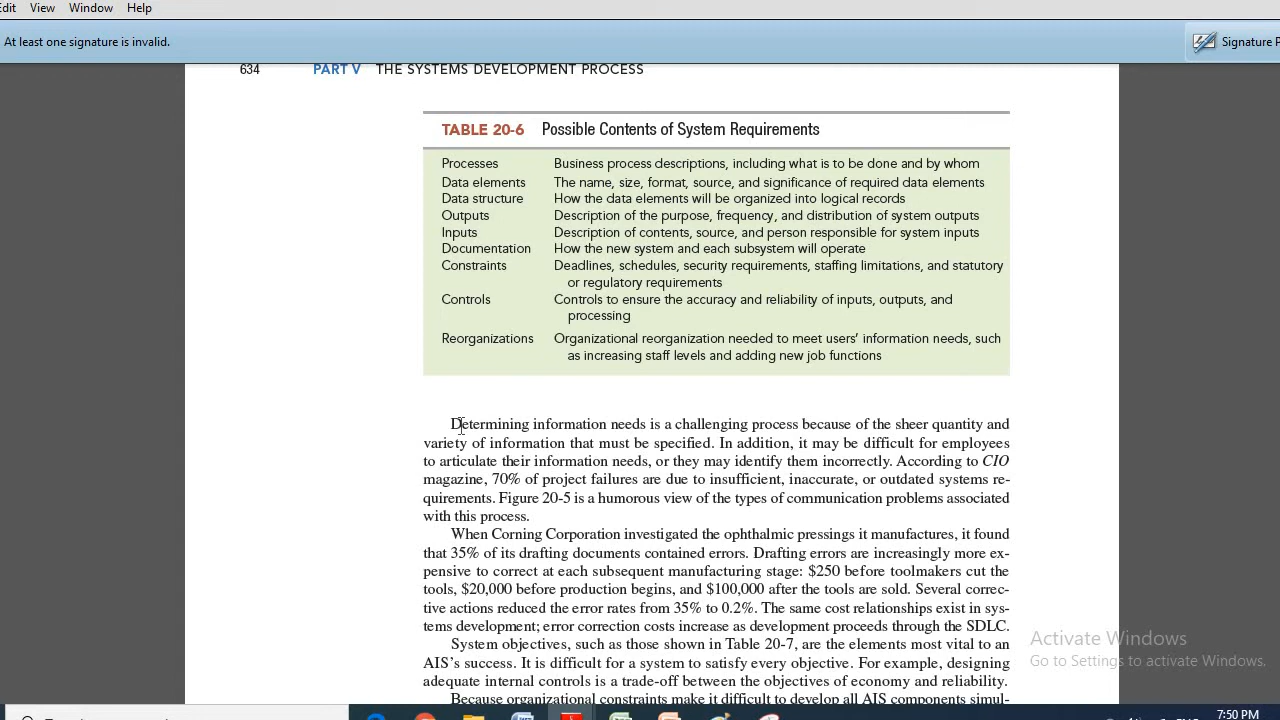 Edit View Window Help
At least one signature is invalid.
Signature P
634 PART V THE SYSTEMS DEVELOPMENT PROCESS
TABLE 20-6 Possible Contents of System Requirements
Processes Business process descriptions, including what is to be done and by whom
Data elements The name, size, format, source, and significance of required data elements
Data structure How the data elements will be organized into logical records
Outputs Description of the purpose, frequency, and distribution of system outputs
Inputs Description of contents, source, and person responsible for system inputs
Documentation How the new system and each subsystem will operate
Constraints Deadlines, schedules, security requirements, staffing limitations, and statutory
or regulatory requirements
Controls Controls to ensure the accuracy and reliability of inputs, outputs, and
processing
Reorganizations Organizational reorganization needed to meet users' information needs, such
as increasing staff levels and adding new job functions
Determining information needs is a challenging process because of the sheer quantity and
variety of information that must be specified. In addition, it may be difficult for employees
to articulate their information needs, or they may identify them incorrectly. According to CIO
magazine, 70% of project failures are due to insufficient, inaccurate, or outdated systems re-
quirements. Figure 20-5 is a humorous view of the types of communication problems associated
with this process.
When Corning Corporation investigated the ophthalmic pressings it manufactures, it found
that 35% of its drafting documents contained errors. Drafting errors are increasingly more ex-
pensive to correct at each subsequent manufacturing stage: $250 before toolmakers cut the
tools, $20,000 before production begins, and $100,000 after the tools are sold. Several correc-
tive actions reduced the error rates from 35% to 0.2%. The same cost relationships exist in sys-
tems development; error correction costs increase as development proceeds through the SDLC.
System objectives, such as those shown in Table 20-7, are the elements most vital to an
AIS's success. It is difficult for a system to satisfy every objective. For example, designing
adequate internal controls is a trade-off between the objectives of economy and reliability.
Because organizational constraints make it difficult to develop all AIS components simul-
Activate Windows
Go to Settings to activate Windows.
7:50 PM